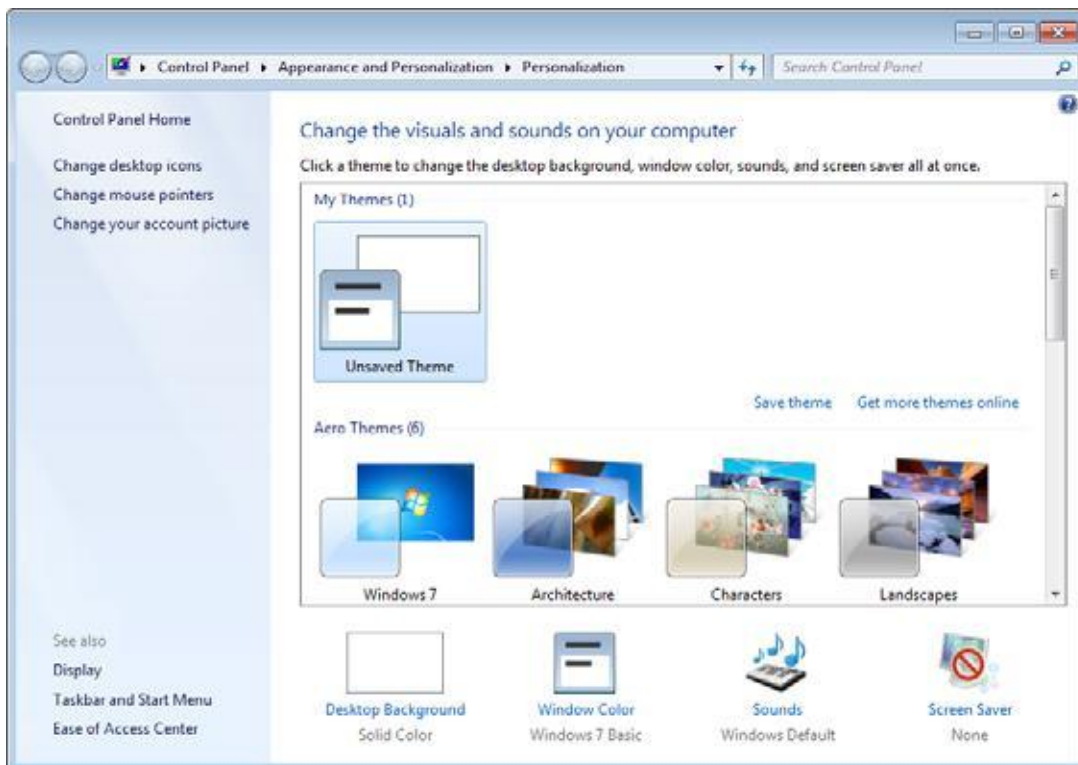 Control Panel ▸ Appearance and Personalization ▸ Personalization
Search Control Panel
Control Panel Home
Change desktop icons
Change mouse pointers
Change your account picture
See also
Display
Taskbar and Start Menu
Ease of Access Center
Change the visuals and sounds on your computer
Click a theme to change the desktop background, window color, sounds, and screen saver all at once.
My Themes (1)
Unsaved Theme
Save theme Get more themes online
Aero Themes (6)
Windows 7 Architecture Characters Landscapes
Desktop Background Window Color Sounds Screen Saver
Solid Color Windows 7 Basic Windows Default None